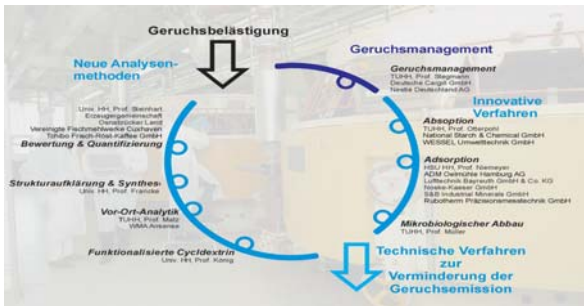 Geruchsbelästigung
Geruchsmanagement
Geruchsmanagement
TUHH, Prof. Stegmann
Deutsche Cargill GmbH
Nestlé Deutschland AG
Neue Analysen-
methoden
Univ. HH, Prof. Steinhart
Erzeugergemeinschaft
Osnabrücker Land
Vereinigte Fischmehlwerke Cuxhaven
Tchibo Frisch-Röst-Kaffee GmbH
Bewertung & Quantifizierung
Strukturaufklärung & Synthese
Univ. HH, Prof. Francke
Vor-Ort-Analytik
TUHH, Prof. Matz
WMA Airsense
Funktionalisierte Cycldextrin
Univ. HH, Prof. König
Innovative
Verfahren
Absoption
TUHH, Prof. Otterpohl
National Starch & Chemical GmbH
WESSEL Umwelttechnik GmbH
Adsorption
HSU HH, Prof. Niemeyer
ADM Oelmühle Hamburg AG
Lufttechnik Bayreuth GmbH & Co. KG
Noske-Kaeser GmbH
S&B Industrial Minerals GmbH
Rubotherm Präzisionsmesstechnik GmbH
Mikrobiologischer Abbau
TUHH, Prof. Müller
Technische Verfahren
zur
Verminderung der
Geruchsemission